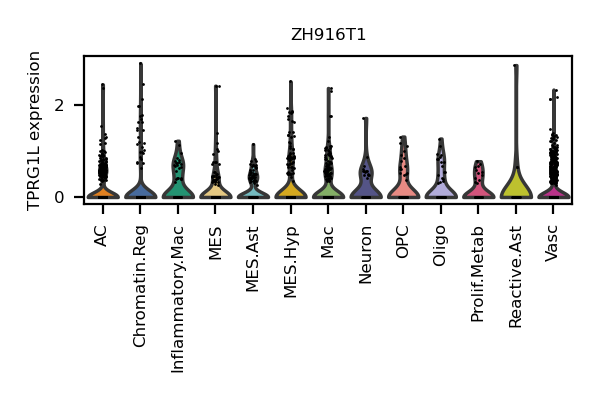 ZH916T1
TPRG1L expression
2
0
AC
Chromatin.Reg
Inflammatory.Mac
MES
MES.Ast
MES.Hyp
Mac
Neuron
OPC
Oligo
Prolif.Metab
Reactive.Ast
Vasc